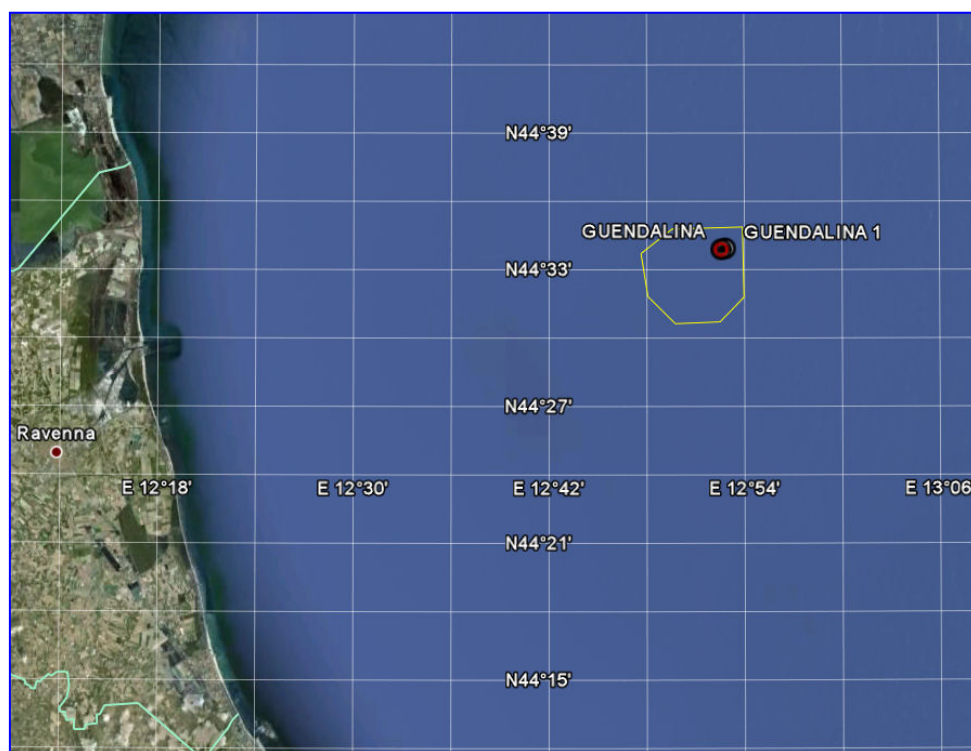 N44°39'
GUENDALINA
GUENDALINA 1
N44°33'
N44°27'
Ravenna
E 12°18'
E 12°30'
E 12°42'
E 12°54'
E 13°06
N44°21'
N44°15'